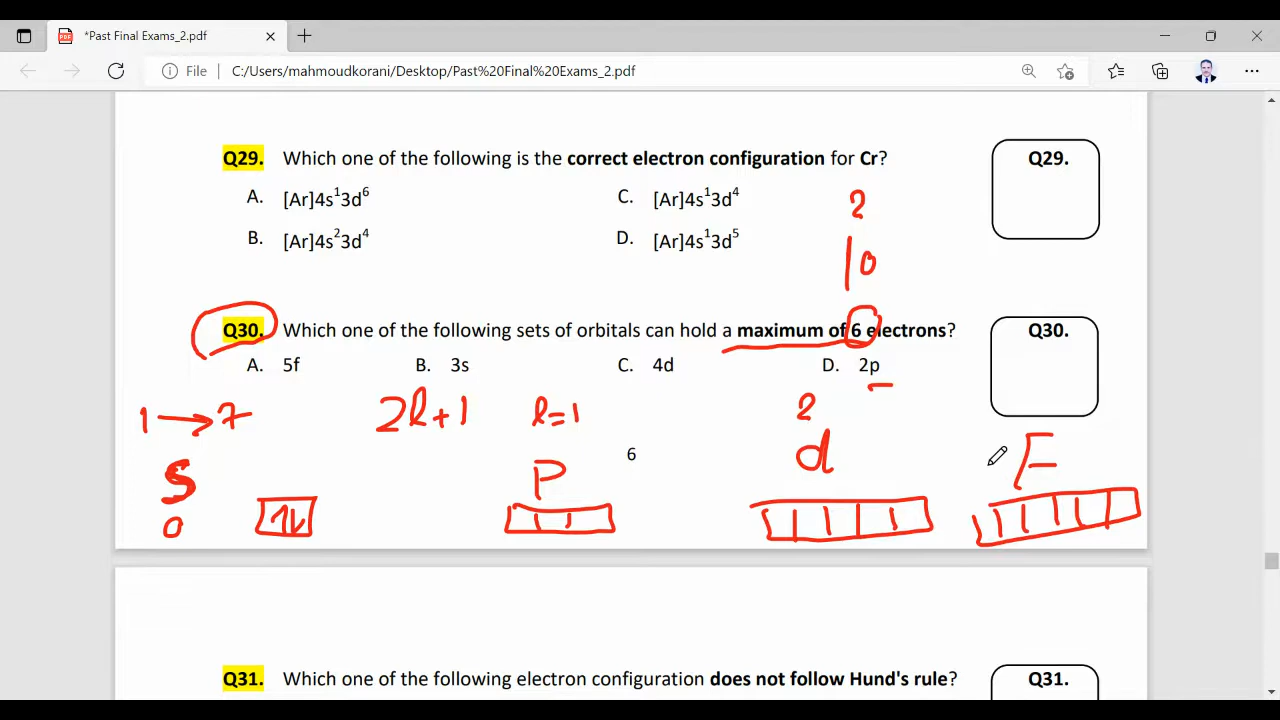 *Past Final Exams_2.pdf
File C:/Users/mahmoudkorani/Desktop/Past%20Final%20Exams_2.pdf
Q29. Which one of the following is the correct electron configuration for Cr? Q29.
A. [Ar]4s¹3d⁶ C. [Ar]4s¹3d⁴
2
B. [Ar]4s²3d⁴ D. [Ar]4s¹3d⁵
10
Q30. Which one of the following sets of orbitals can hold a maximum of 6 electrons? Q30.
A. 5f B. 3s C. 4d D. 2p
1 → 7 2l+1 l=1 2
S P 6 d F
0
Q31. Which one of the following electron configuration does not follow Hund's rule? Q31.